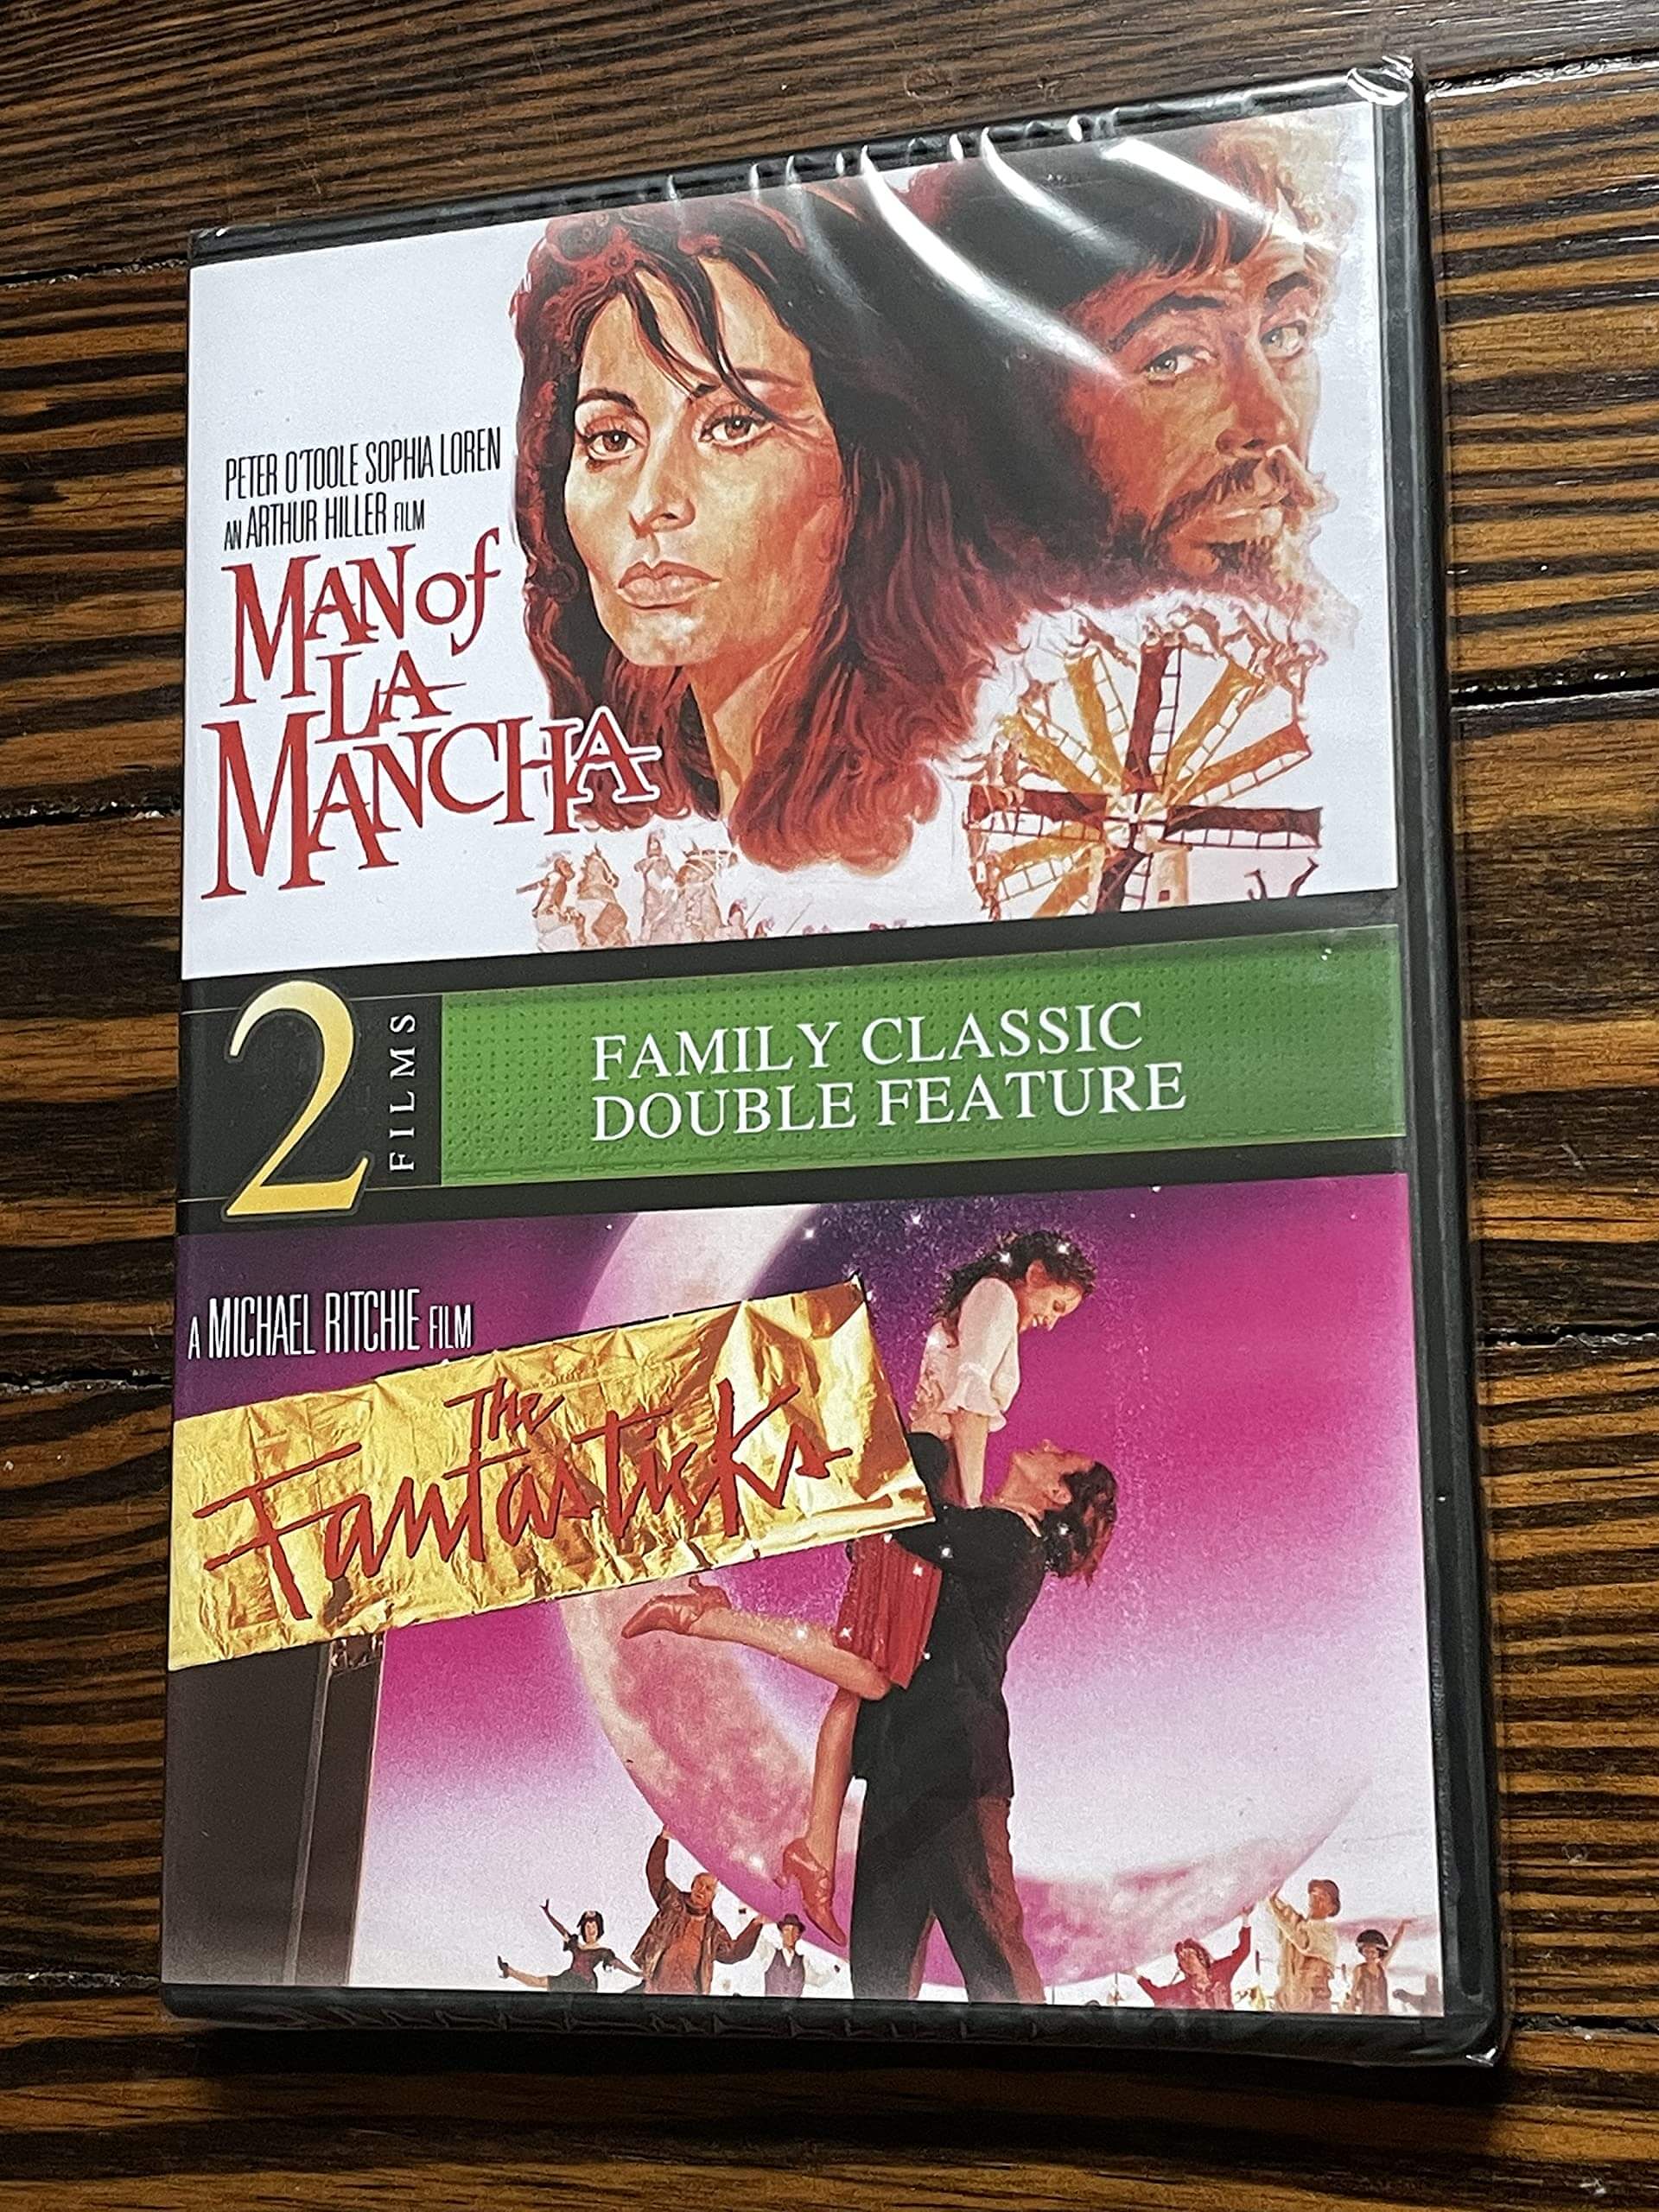 PETER O'TOOLE SOPHIA LOREN
AN ARTHUR HILLER FILM
MAN of
LA
MANCHA
2 FILMS
FAMILY CLASSIC
DOUBLE FEATURE
A MICHAEL RITCHIE FILM
The
Fantasticks